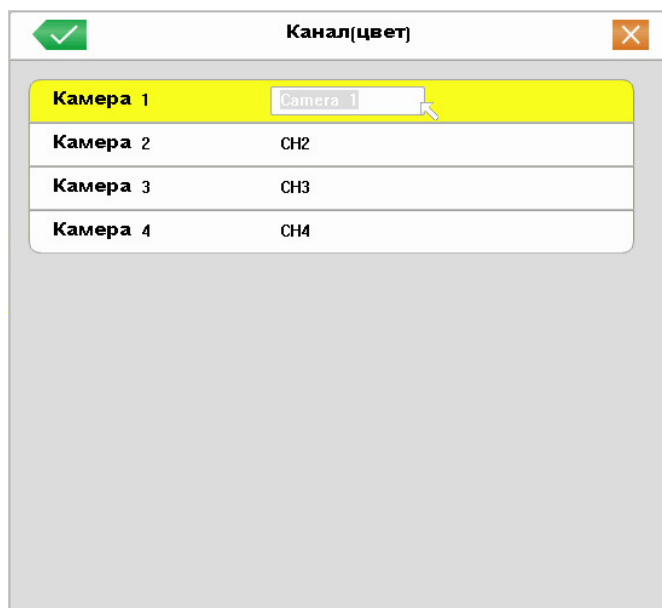 Канал(цвет)
Камера 1 Camera 1
Камера 2 CH2
Камера 3 CH3
Камера 4 CH4